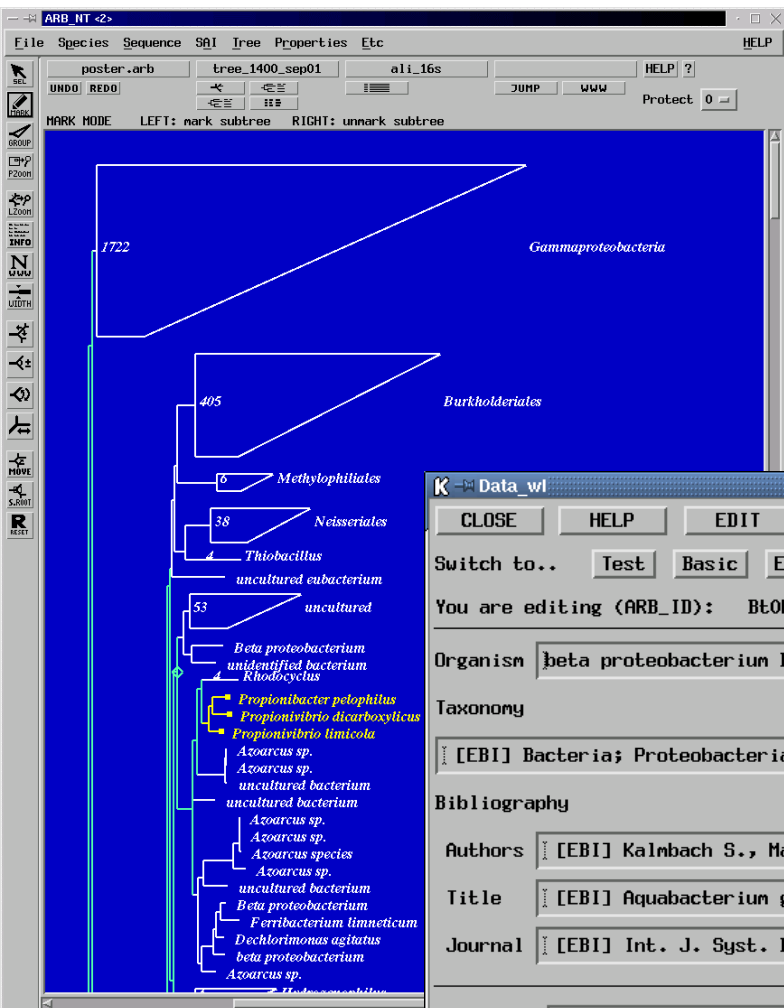 ARB_NT <2>
File Species Sequence SAI Tree Properties Etc HELP
SEL
poster.arb tree_1400_sep01 ali_16s HELP ?
UNDO REDO JUMP WWW
Protect 0
MARK
MARK MODE LEFT: mark subtree RIGHT: unmark subtree
GROUP
PZOOM
LZOOM
INFO
WWW
WIDTH
MOVE
S.ROOT
RESET
1722 Gammaproteobacteria
405 Burkholderiales
6 Methylophiliales
38 Neisseriales
4 Thiobacillus
uncultured eubacterium
53 uncultured
Beta proteobacterium
unidentified bacterium
4 Rhodocyclus
Propionibacter pelophilus
Propionivibrio dicarboxylicus
Propionivibrio limicola
Azoarcus sp.
Azoarcus sp.
uncultured bacterium
uncultured bacterium
Azoarcus sp.
Azoarcus sp.
Azoarcus species
Azoarcus sp.
uncultured bacterium
Beta proteobacterium
Ferribacterium limneticum
Dechlorimonas agitatus
beta proteobacterium
Azoarcus sp.
K Data_wl
CLOSE HELP EDIT
Switch to.. Test Basic E
You are editing (ARB_ID):
Organism beta proteobacterium
Taxonomy
[EBI] Bacteria; Proteobacteria
Bibliography
Authors [EBI] Kalmbach S., Ma
Title [EBI] Aquabacterium
Journal [EBI] Int. J. Syst.